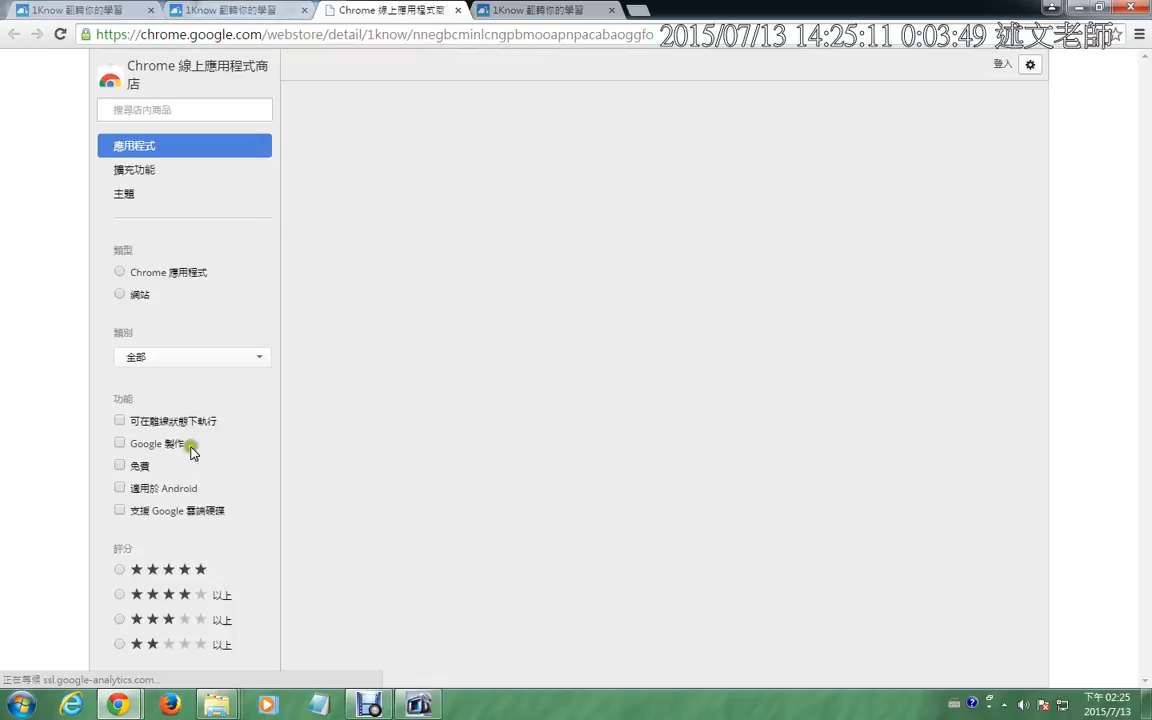 1Know 翻轉你的學習
1Know 翻轉你的學習
Chrome 線上應用程式商
1Know 翻轉你的學習
https://chrome.google.com/webstore/detail/1know/nnegbcminlcngpbmooapnpacabaoggfo
2015/07/13 14:25:11 0:03:49 述文老師
Chrome 線上應用程式商
店
登入
搜尋店內商品
應用程式
擴充功能
主題
類型
Chrome 應用程式
網站
類別
全部
功能
可在離線狀態下執行
Google 製作
免費
適用於 Android
支援 Google 雲端硬碟
評分
以上
以上
以上
正在等候 ssl.google-analytics.com...
下午 02:25
2015/7/13